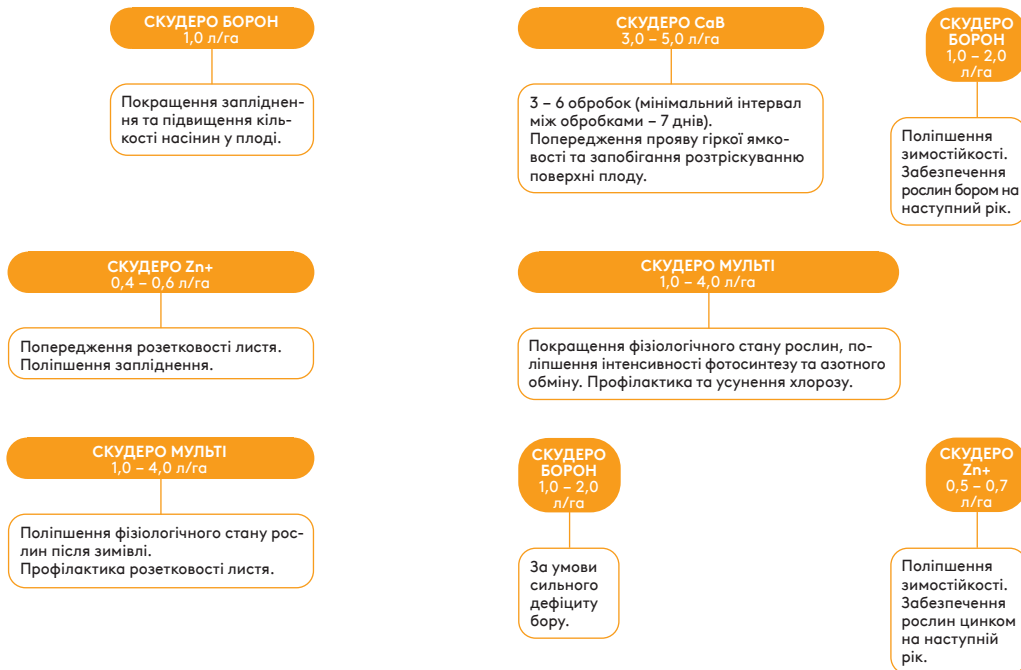 СКУДЕРО БОРОН
1,0 л/га
Покращення запліднен-
ня та підвищення кіль-
кості насінин у плоді.
СКУДЕРО СаВ
3,0 – 5,0 л/га
3 – 6 обробок (мінімальний інтервал
між обробками – 7 днів).
Попередження прояву гіркої ямко-
вості та запобігання розтріскуванню
поверхні плоду.
СКУДЕРО
БОРОН
1,0 – 2,0
л/га
Поліпшення
зимостійкості.
Забезпечення
рослин бором на
наступний рік.
СКУДЕРО Zn+
0,4 – 0,6 л/га
Попередження розетковості листя.
Поліпшення запліднення.
СКУДЕРО МУЛЬТІ
1,0 – 4,0 л/га
Покращення фізіологічного стану рослин, по-
ліпшення інтенсивності фотосинтезу та азотного
обміну. Профілактика та усунення хлорозу.
СКУДЕРО МУЛЬТІ
1,0 – 4,0 л/га
Поліпшення фізіологічного стану рос-
лин після зимівлі.
Профілактика розетковості листя.
СКУДЕРО
БОРОН
1,0 – 2,0
л/га
За умови
сильного
дефіциту
бору.
СКУДЕРО
Zn+
0,5 – 0,7
л/га
Поліпшення
зимостійкості.
Забезпечення
рослин цинком
на наступній
рік.